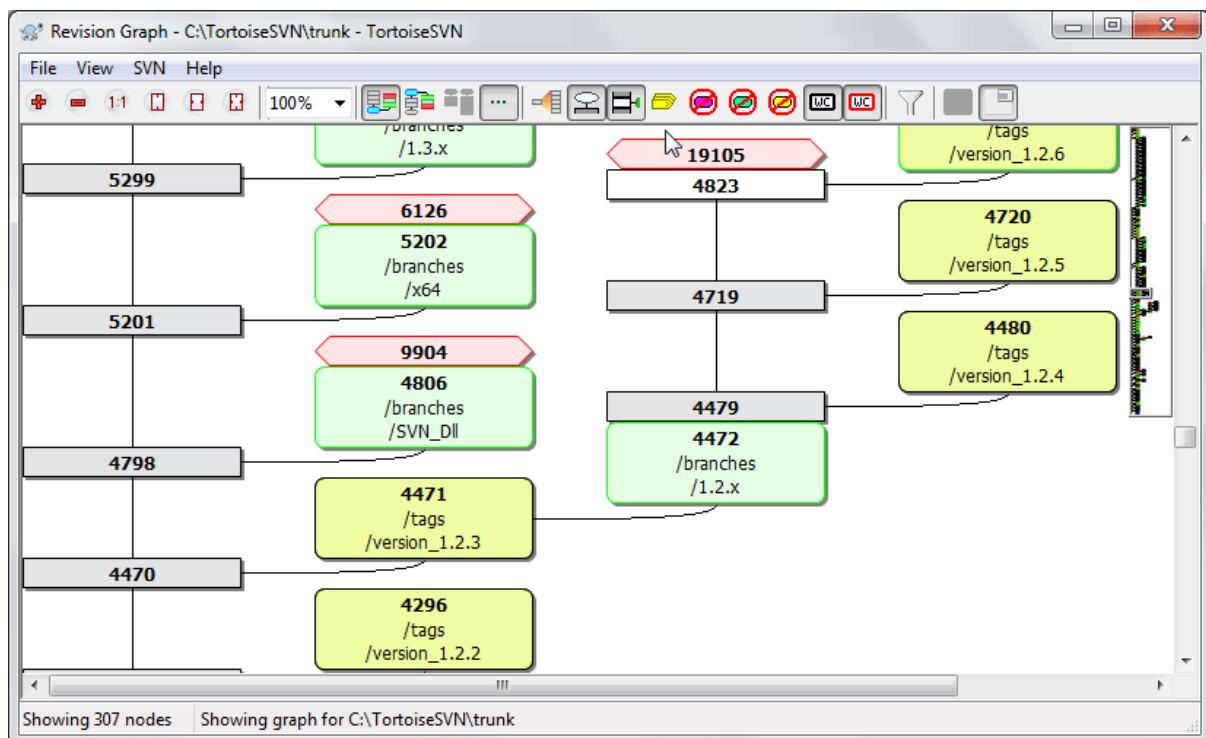 Revision Graph - C:\TortoiseSVN\trunk - TortoiseSVN
File View SVN Help
1:1 100% WC WC
/branches
/1.3.x
5299
6126
5202
/branches
/x64
5201
9904
4806
/branches
/SVN_Dll
4798
4471
/tags
/version_1.2.3
4470
4296
/tags
/version_1.2.2
19105
4823
4719
4479
4472
/branches
/1.2.x
/tags
/version_1.2.6
4720
/tags
/version_1.2.5
4480
/tags
/version_1.2.4
Showing 307 nodes Showing graph for C:\TortoiseSVN\trunk